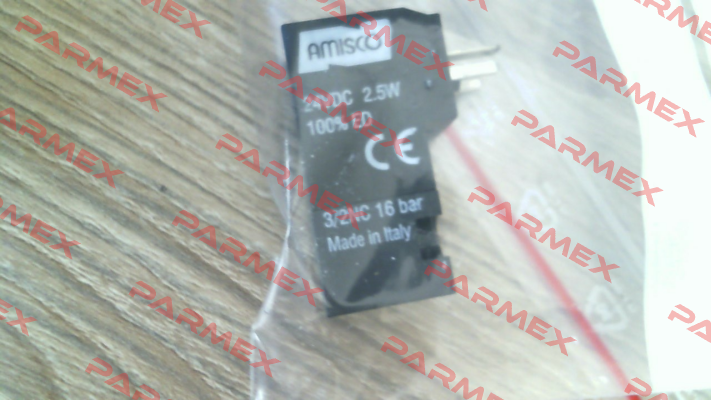 AMISCO
24VDC 2.5W
100% ED
CE
3/2NC 16 bar
Made in Italy
PARMEX